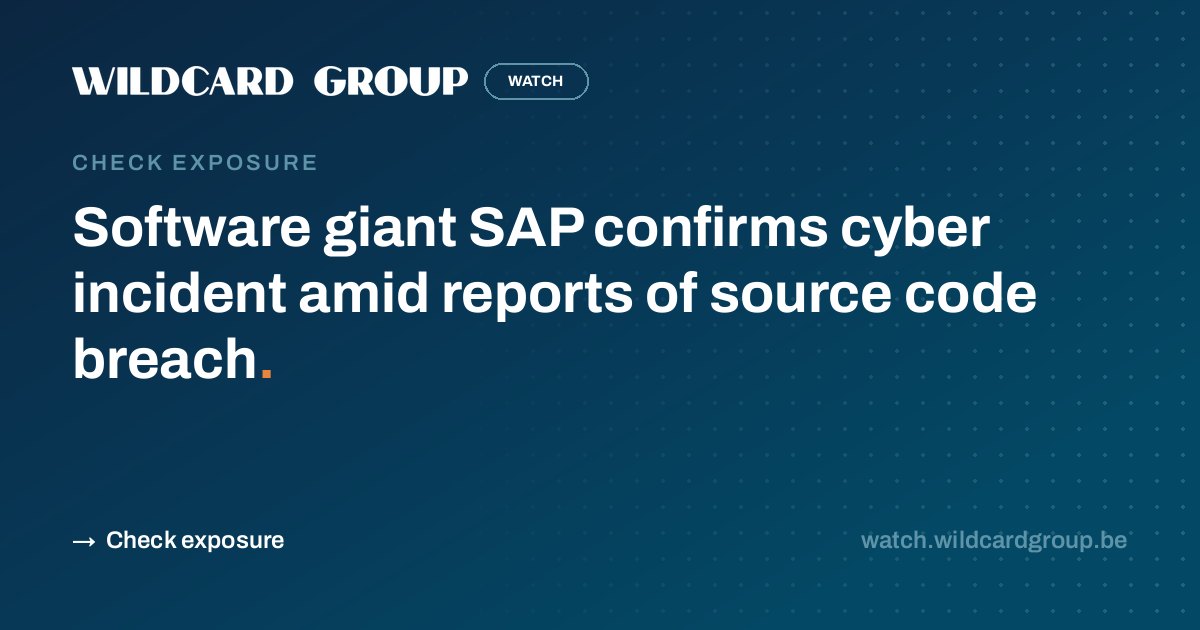 WILDCARD GROUP WATCH
CHECK EXPOSURE
Software giant SAP confirms cyber
incident amid reports of source code
breach.
→ Check exposure
watch.wildcardgroup.be